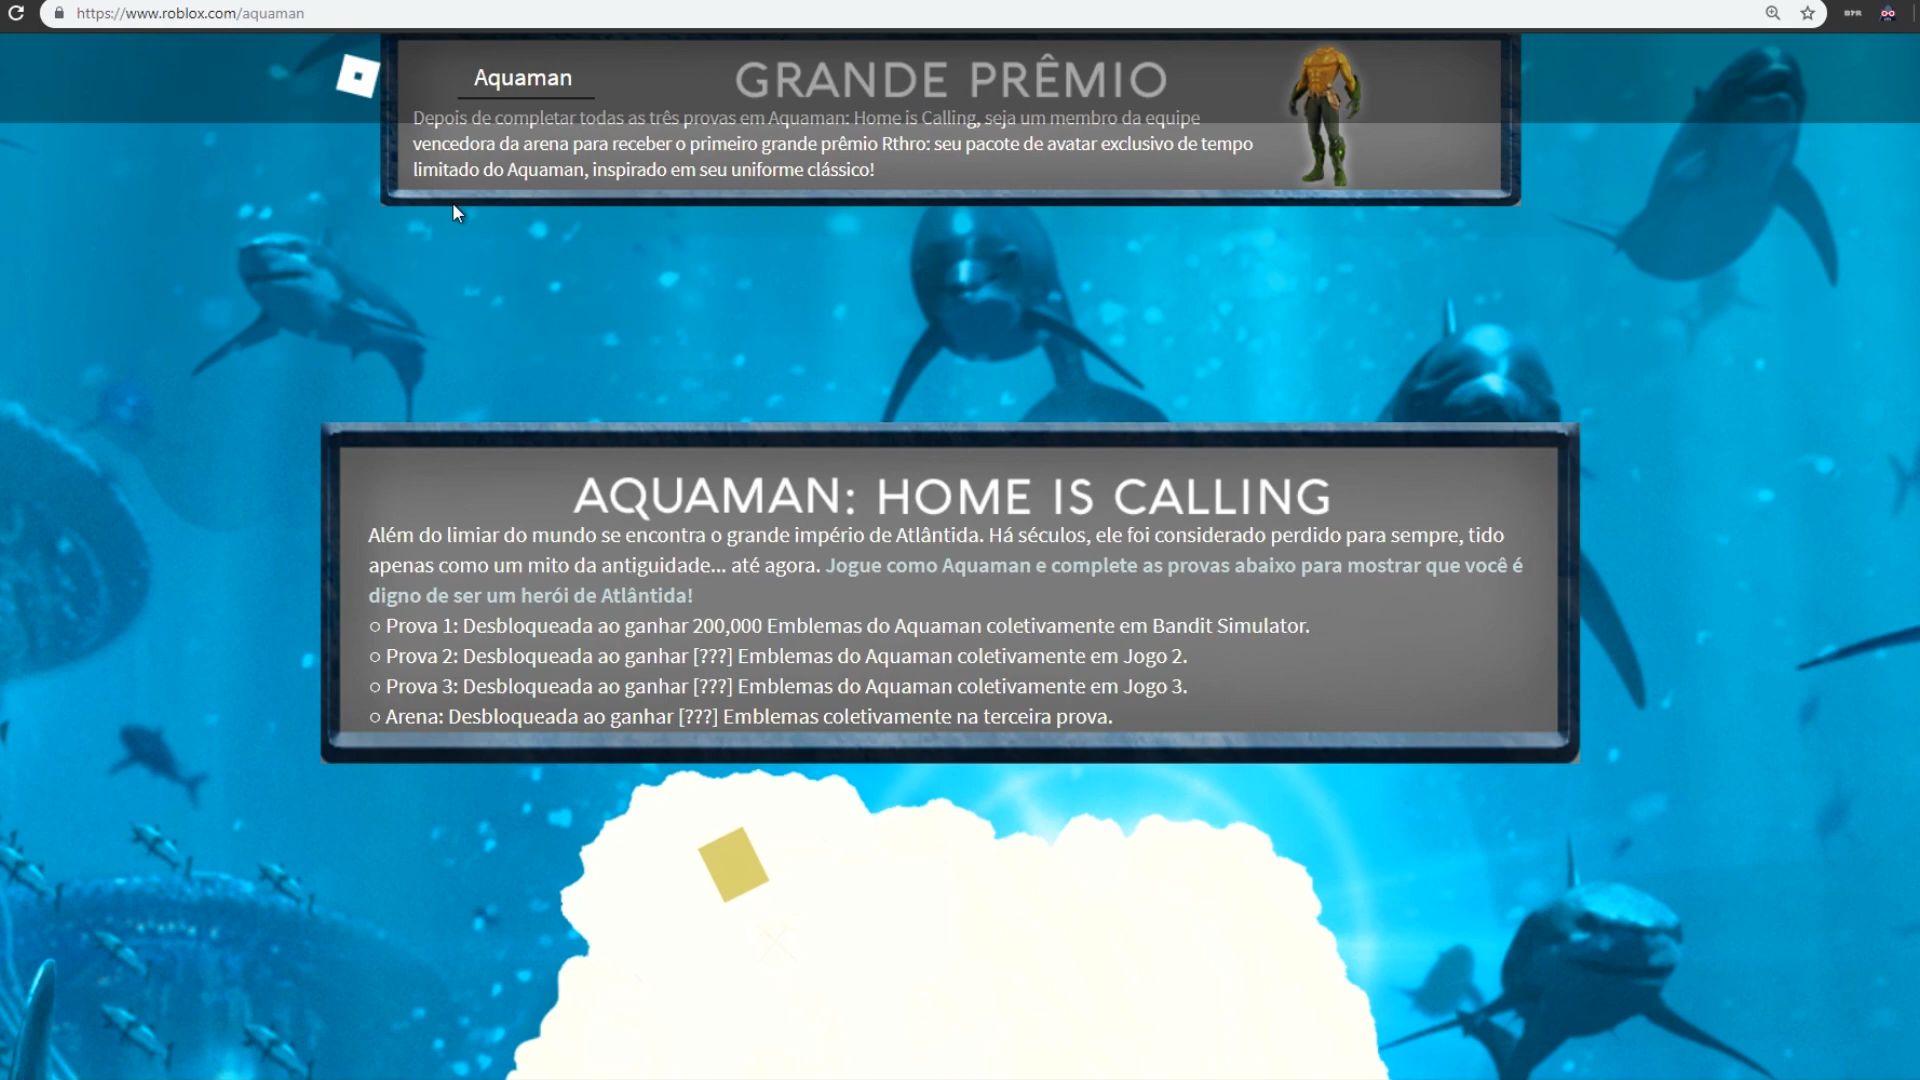 https://www.roblox.com/aquaman
Aquaman
GRANDE PRÊMIO
Depois de completar todas as três provas em Aquaman: Home is Calling, seja um membro da equipe
vencedora da arena para receber o primeiro grande prêmio Rthro: seu pacote de avatar exclusivo de tempo
limitado do Aquaman, inspirado em seu uniforme clássico!
AQUAMAN: HOME IS CALLING
Além do limiar do mundo se encontra o grande império de Atlântida. Há séculos, ele foi considerado perdido para sempre, tido
apenas como um mito da antiguidade... até agora. Jogue como Aquaman e complete as provas abaixo para mostrar que você é
digno de ser um herói de Atlântida!
○ Prova 1: Desbloqueada ao ganhar 200,000 Emblemas do Aquaman coletivamente em Bandit Simulator.
○ Prova 2: Desbloqueada ao ganhar [???] Emblemas do Aquaman coletivamente em Jogo 2.
○ Prova 3: Desbloqueada ao ganhar [???] Emblemas do Aquaman coletivamente em Jogo 3.
○ Arena: Desbloqueada ao ganhar [???] Emblemas coletivamente na terceira prova.